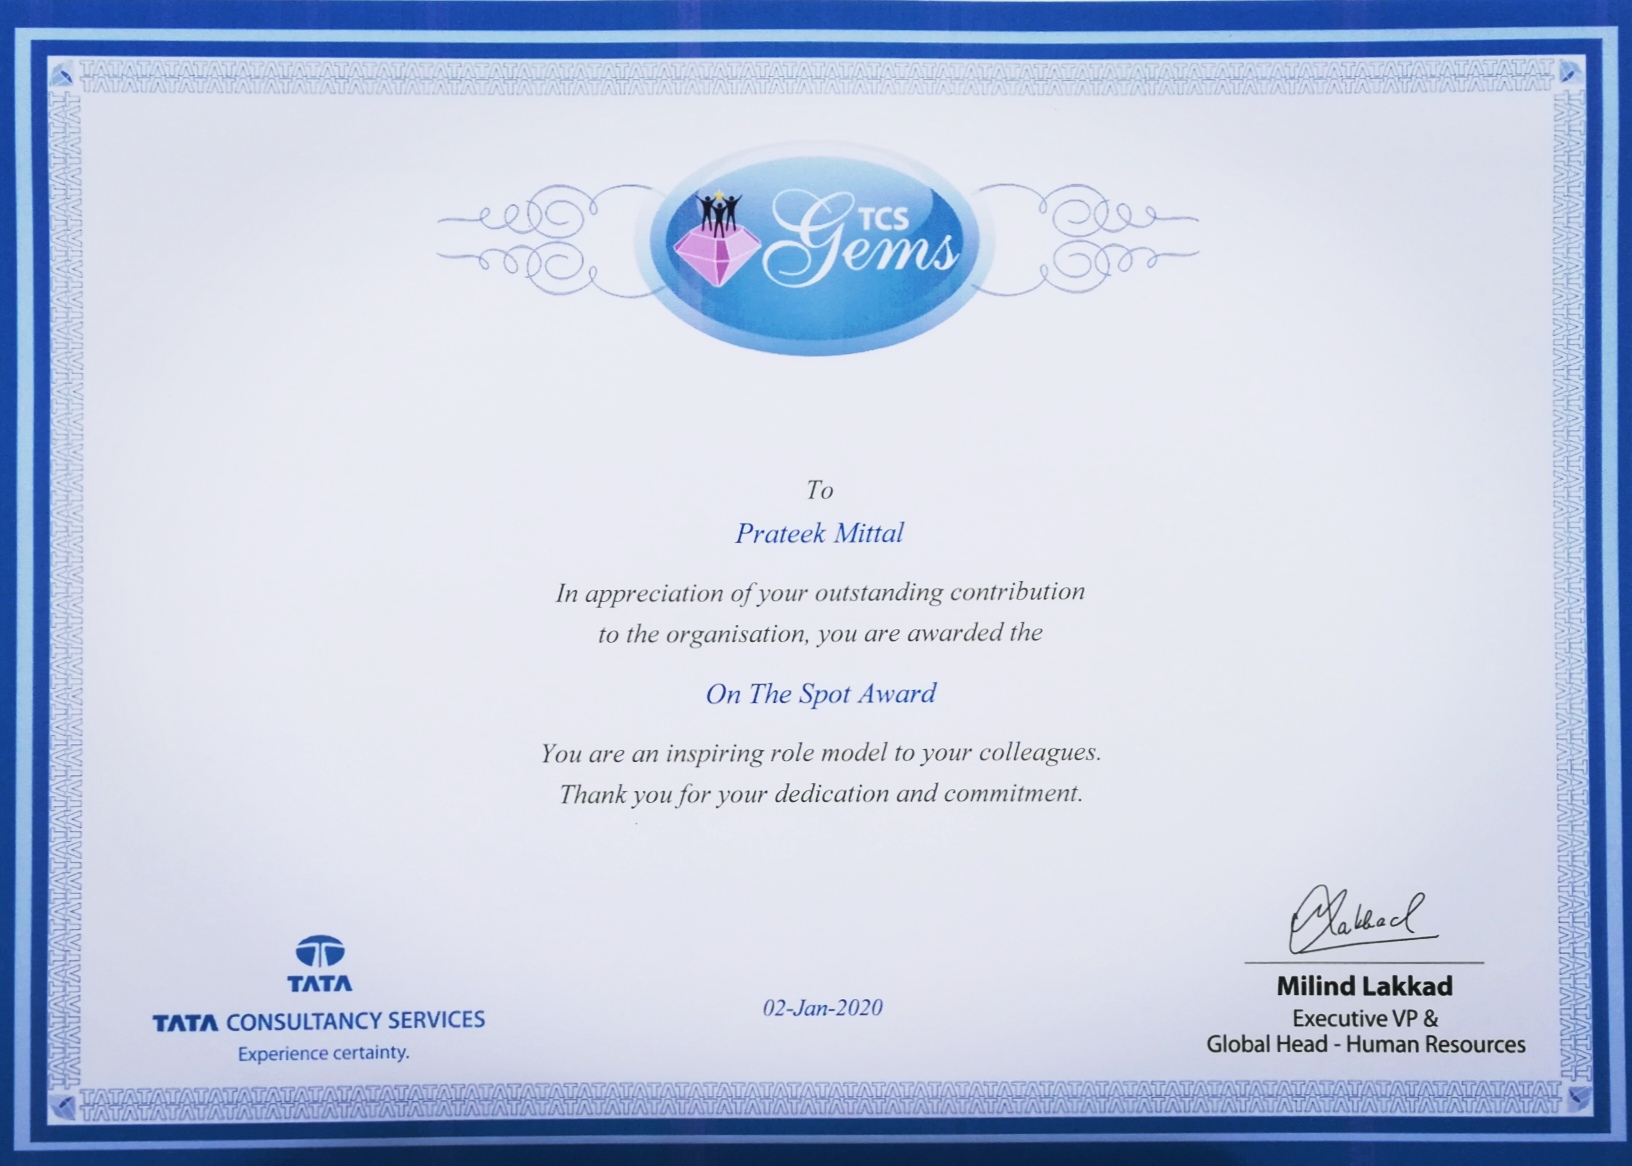 TCS
Gems
To
Prateek Mittal
In appreciation of your outstanding contribution
to the organisation, you are awarded the
On The Spot Award
You are an inspiring role model to your colleagues.
Thank you for your dedication and commitment.
TATA
TATA CONSULTANCY SERVICES
Experience certainty.
02-Jan-2020
Lakkad
Milind Lakkad
Executive VP &
Global Head - Human Resources